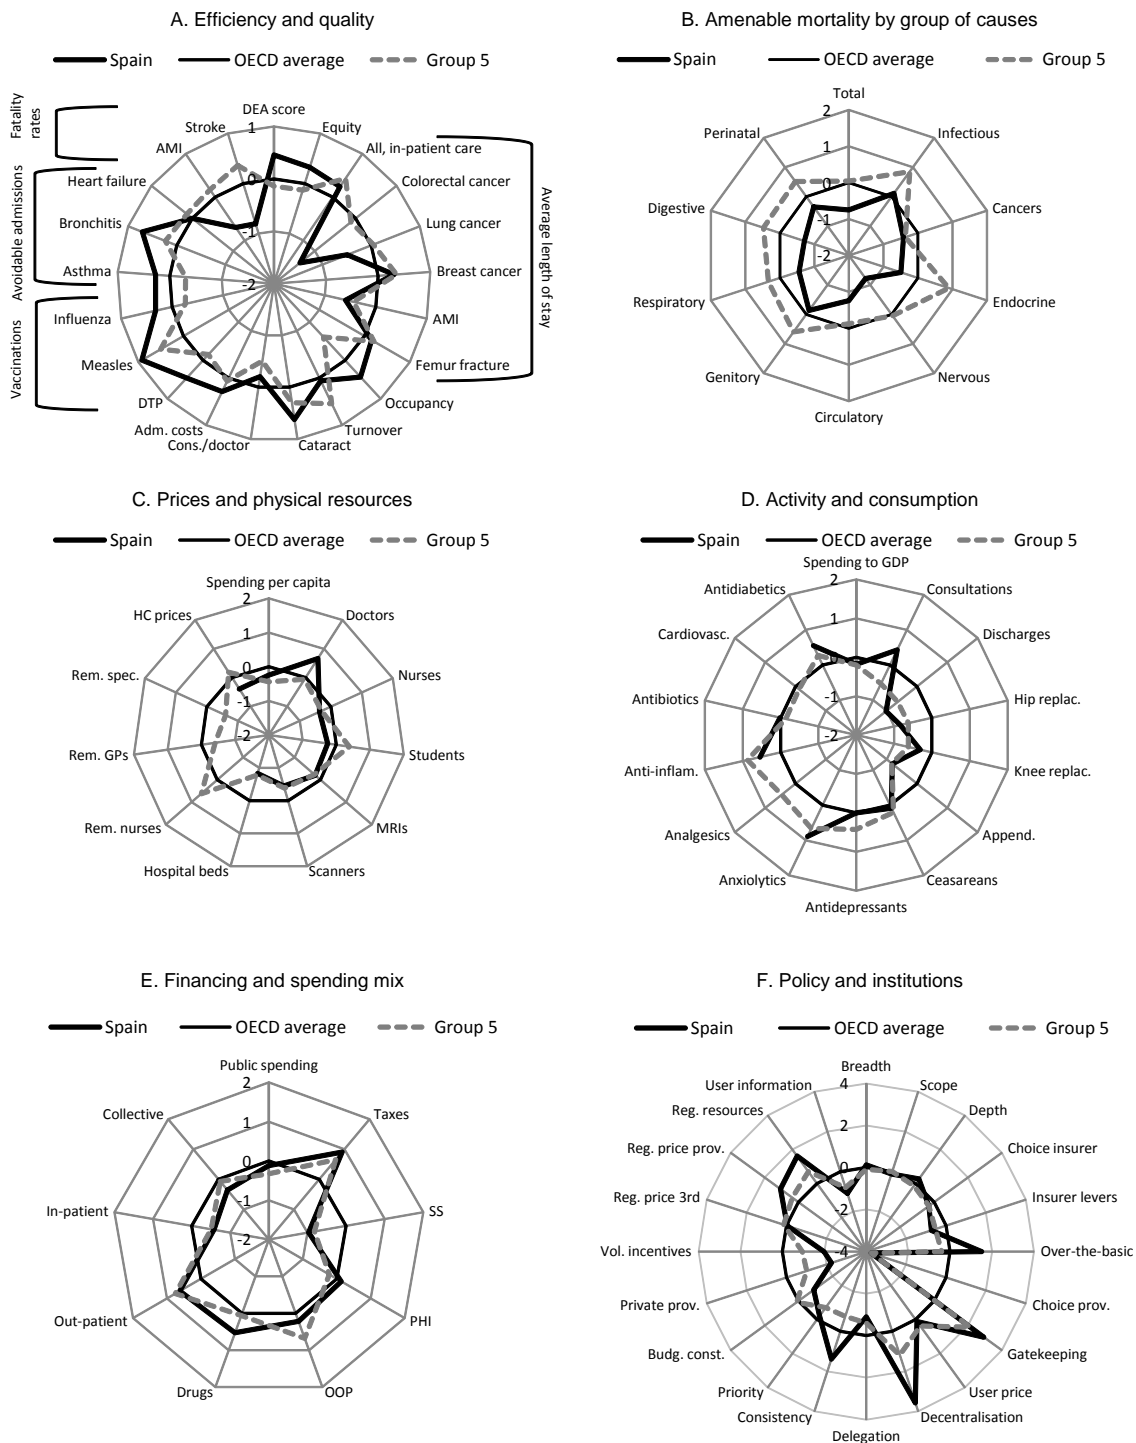 A. Efficiency and quality
Spain OECD average Group 5
Fatality rates
Avoidable admissions
Vaccinations
Average length of stay
DEA score
Equity
All, in-patient care
Colorectal cancer
Lung cancer
Breast cancer
AMI
Femur fracture
Occupancy
Turnover
Cataract
Cons./doctor
Adm. costs
DTP
Measles
Influenza
Asthma
Bronchitis
Heart failure
AMI
Stroke
1
0
-1
-2
B. Amenable mortality by group of causes
Spain OECD average Group 5
Total
Infectious
Cancers
Endocrine
Nervous
Circulatory
Genitory
Respiratory
Digestive
Perinatal
2
1
0
-1
-2
C. Prices and physical resources
Spain OECD average Group 5
Spending per capita
Doctors
Nurses
Students
MRIs
Scanners
Hospital beds
Rem. nurses
Rem. GPs
Rem. spec.
HC prices
2
1
0
-1
-2
D. Activity and consumption
Spain OECD average Group 5
Spending to GDP
Consultations
Discharges
Hip replac.
Knee replac.
Append.
Ceasareans
Antidepressants
Anxiolytics
Analgesics
Anti-inflam.
Antibiotics
Cardiovasc.
Antidiabetics
2
1
0
-1
-2
E. Financing and spending mix
Spain OECD average Group 5
Public spending
Taxes
SS
PHI
OOP
Drugs
Out-patient
In-patient
Collective
2
1
0
-1
-2
F. Policy and institutions
Spain OECD average Group 5
Breadth
Scope
Depth
Choice insurer
Insurer levers
Over-the-basic
Choice prov.
Gatekeeping
User price
Decentralisation
Delegation
Consistency
Priority
Budg. const.
Private prov.
Vol. incentives
Reg. price 3rd
Reg. price prov.
Reg. resources
User information
4
2
0
-2
-4